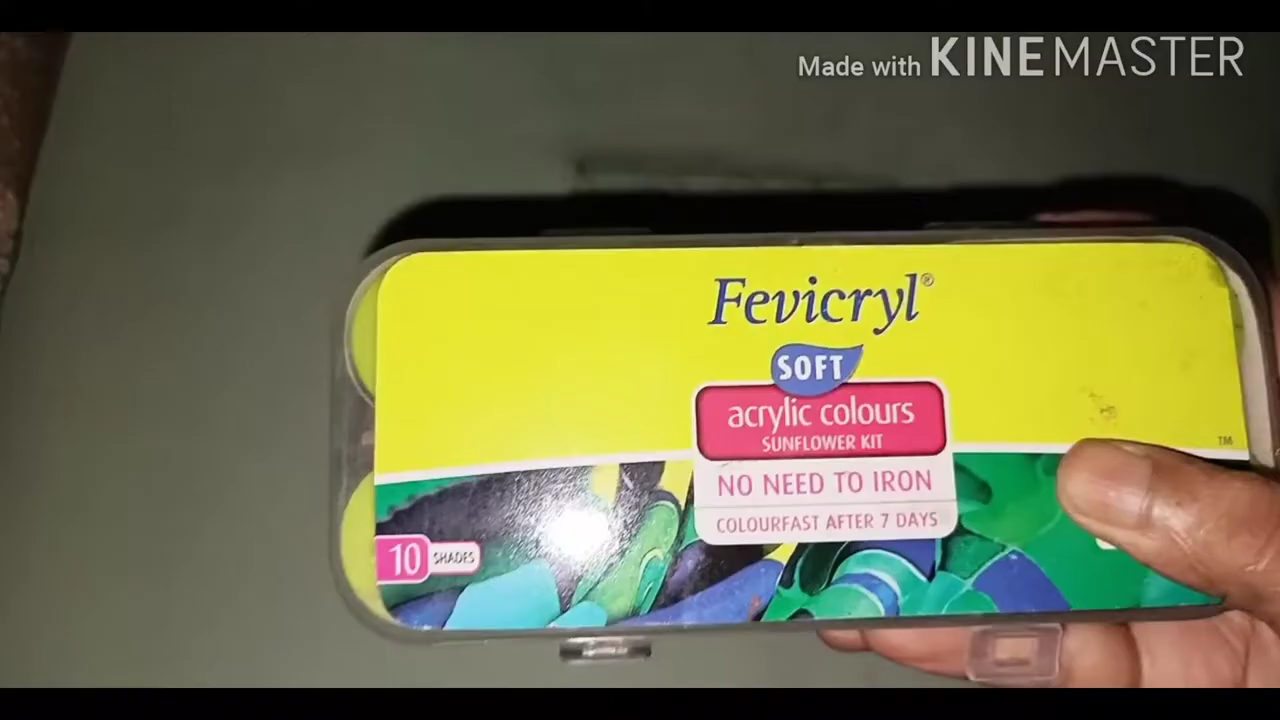 Made with KINEMASTER
Fevicryl®
SOFT
acrylic colours
SUNFLOWER KIT
TM
NO NEED TO IRON
COLOURFAST AFTER 7 DAYS
10 SHADES